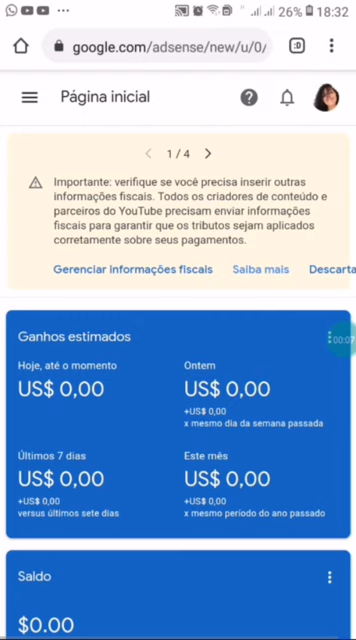 26% 18:32
google.com/adsense/new/u/0/
:D
Página inicial
1 / 4
Importante: verifique se você precisa inserir outras
informações fiscais. Todos os criadores de conteúdo e
parceiros do YouTube precisam enviar informações
fiscais para garantir que os tributos sejam aplicados
corretamente sobre seus pagamentos.
Gerenciar informações fiscais Saiba mais Descarta
Ganhos estimados
00:07
Hoje, até o momento
US$ 0,00
Ontem
US$ 0,00
+US$ 0,00
x mesmo dia da semana passada
Últimos 7 dias
US$ 0,00
+US$ 0,00
versus últimos sete dias
Este mês
US$ 0,00
+US$ 0,00
x mesmo período do ano passado
Saldo
$0.00